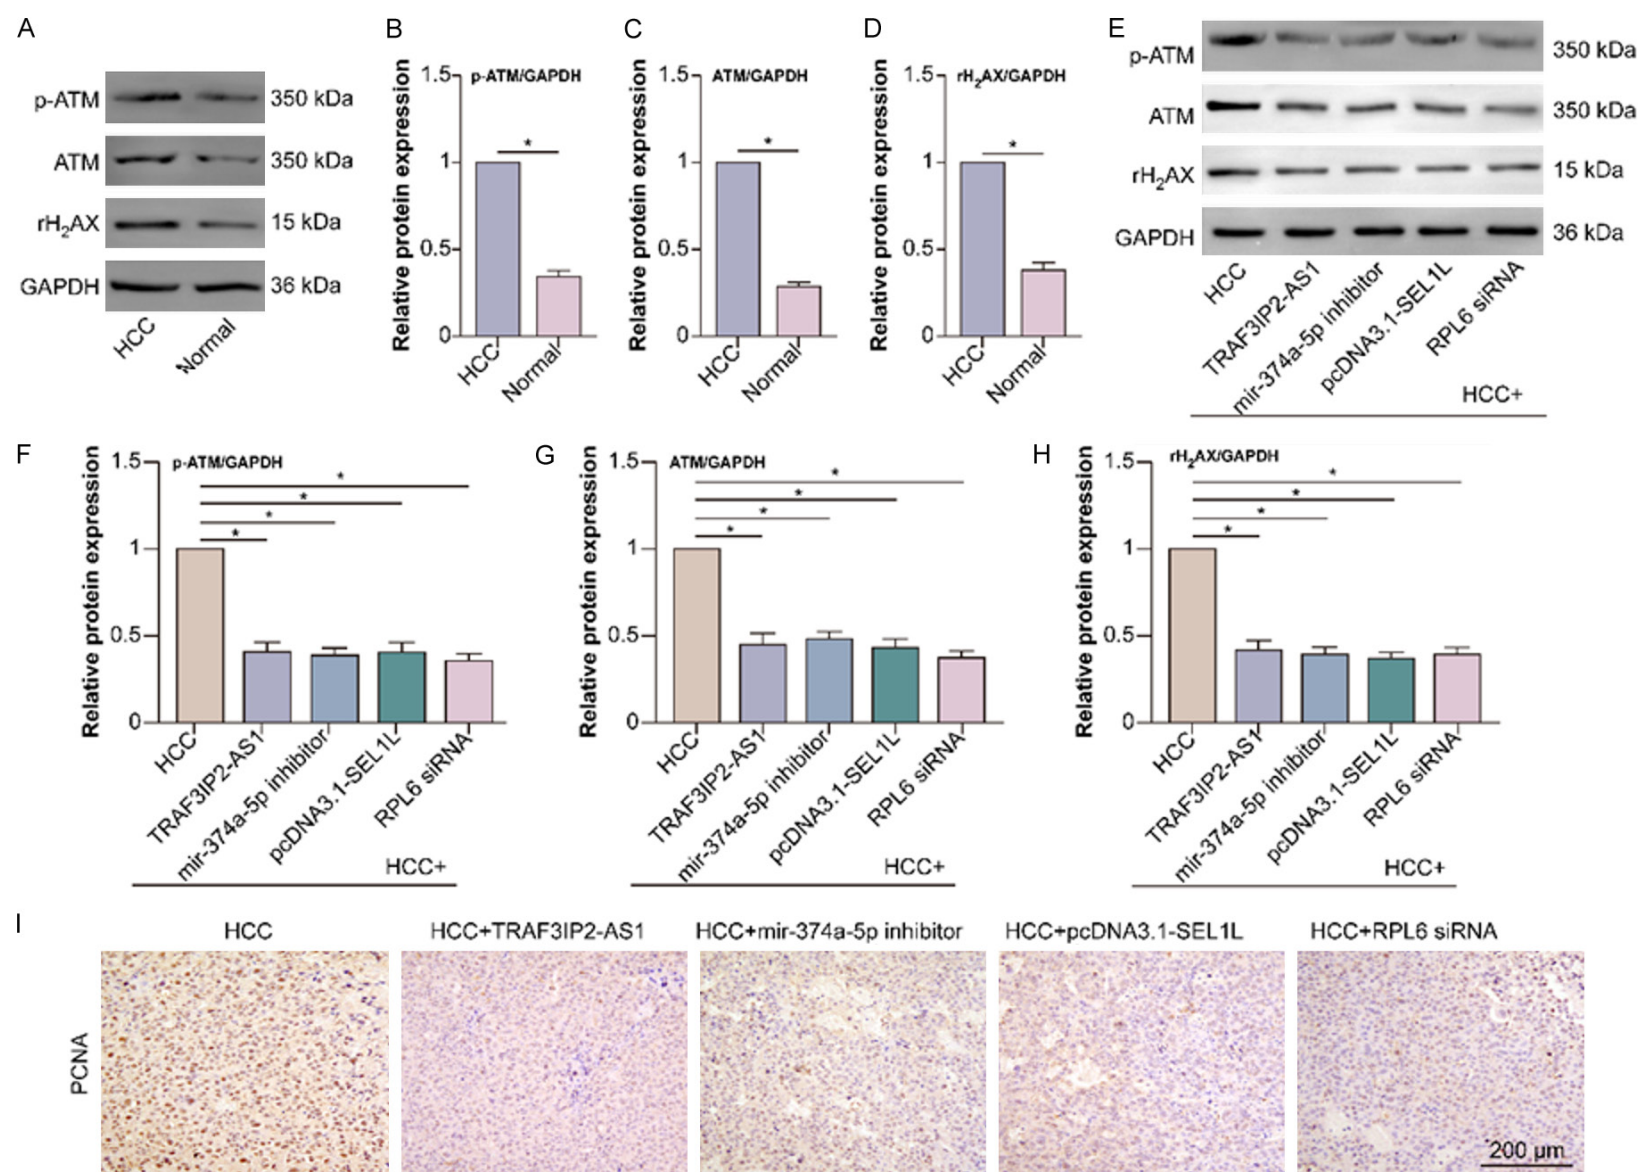 A
p-ATM 350 kDa
ATM 350 kDa
rH2AX 15 kDa
GAPDH 36 kDa
HCC Normal
B
Relative protein expression
p-ATM/GAPDH
1.5
1
0.5
0
*
HCC Normal
C
Relative protein expression
ATM/GAPDH
1.5
1
0.5
0
*
HCC Normal
D
Relative protein expression
rH2AX/GAPDH
1.5
1
0.5
0
*
HCC Normal
E
p-ATM 350 kDa
ATM 350 kDa
rH2AX 15 kDa
GAPDH 36 kDa
HCC TRAF3IP2-AS1 mir-374a-5p inhibitor pcDNA3.1-SEL1L RPL6 siRNA
HCC+
F
Relative protein expression
p-ATM/GAPDH
1.5
1
0.5
0
*
*
*
*
HCC TRAF3IP2-AS1 mir-374a-5p inhibitor pcDNA3.1-SEL1L RPL6 siRNA
HCC+
G
Relative protein expression
ATM/GAPDH
1.5
1
0.5
0
*
*
*
*
HCC TRAF3IP2-AS1 mir-374a-5p inhibitor pcDNA3.1-SEL1L RPL6 siRNA
HCC+
H
Relative protein expression
rH2AX/GAPDH
1.5
1
0.5
0
*
*
*
*
HCC TRAF3IP2-AS1 mir-374a-5p inhibitor pcDNA3.1-SEL1L RPL6 siRNA
HCC+
I
HCC HCC+TRAF3IP2-AS1 HCC+mir-374a-5p inhibitor HCC+pcDNA3.1-SEL1L HCC+RPL6 siRNA
PCNA
200 μm